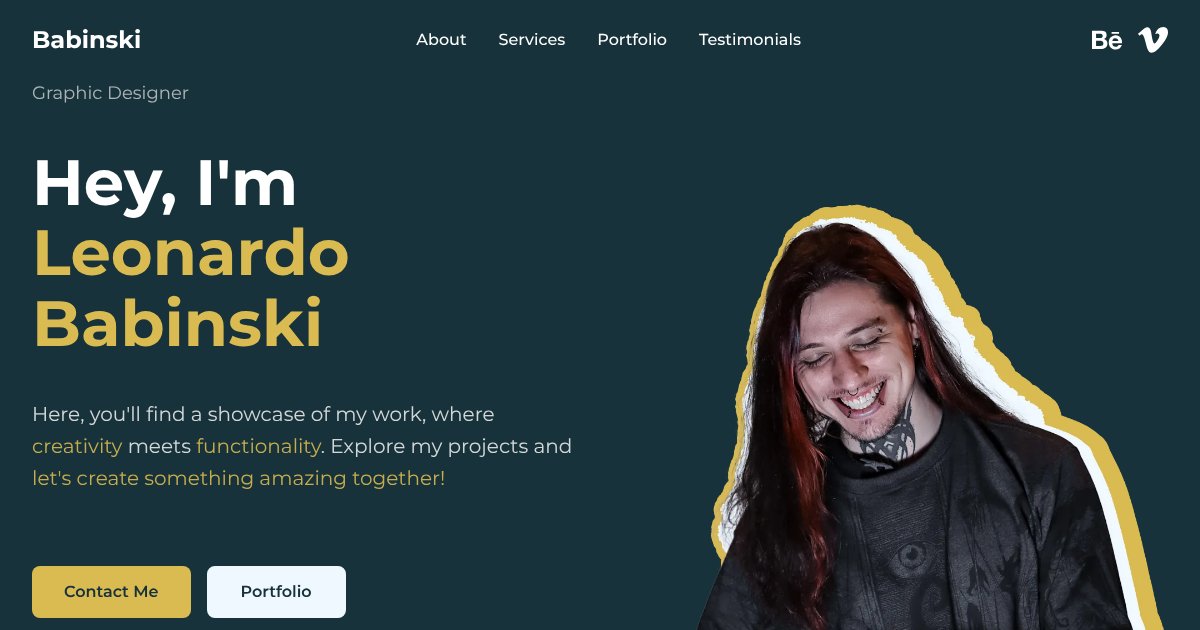 Babinski
About Services Portfolio Testimonials
Bē
Graphic Designer
Hey, I'm
Leonardo
Babinski
Here, you'll find a showcase of my work, where
creativity meets functionality. Explore my projects and
let's create something amazing together!
Contact Me
Portfolio